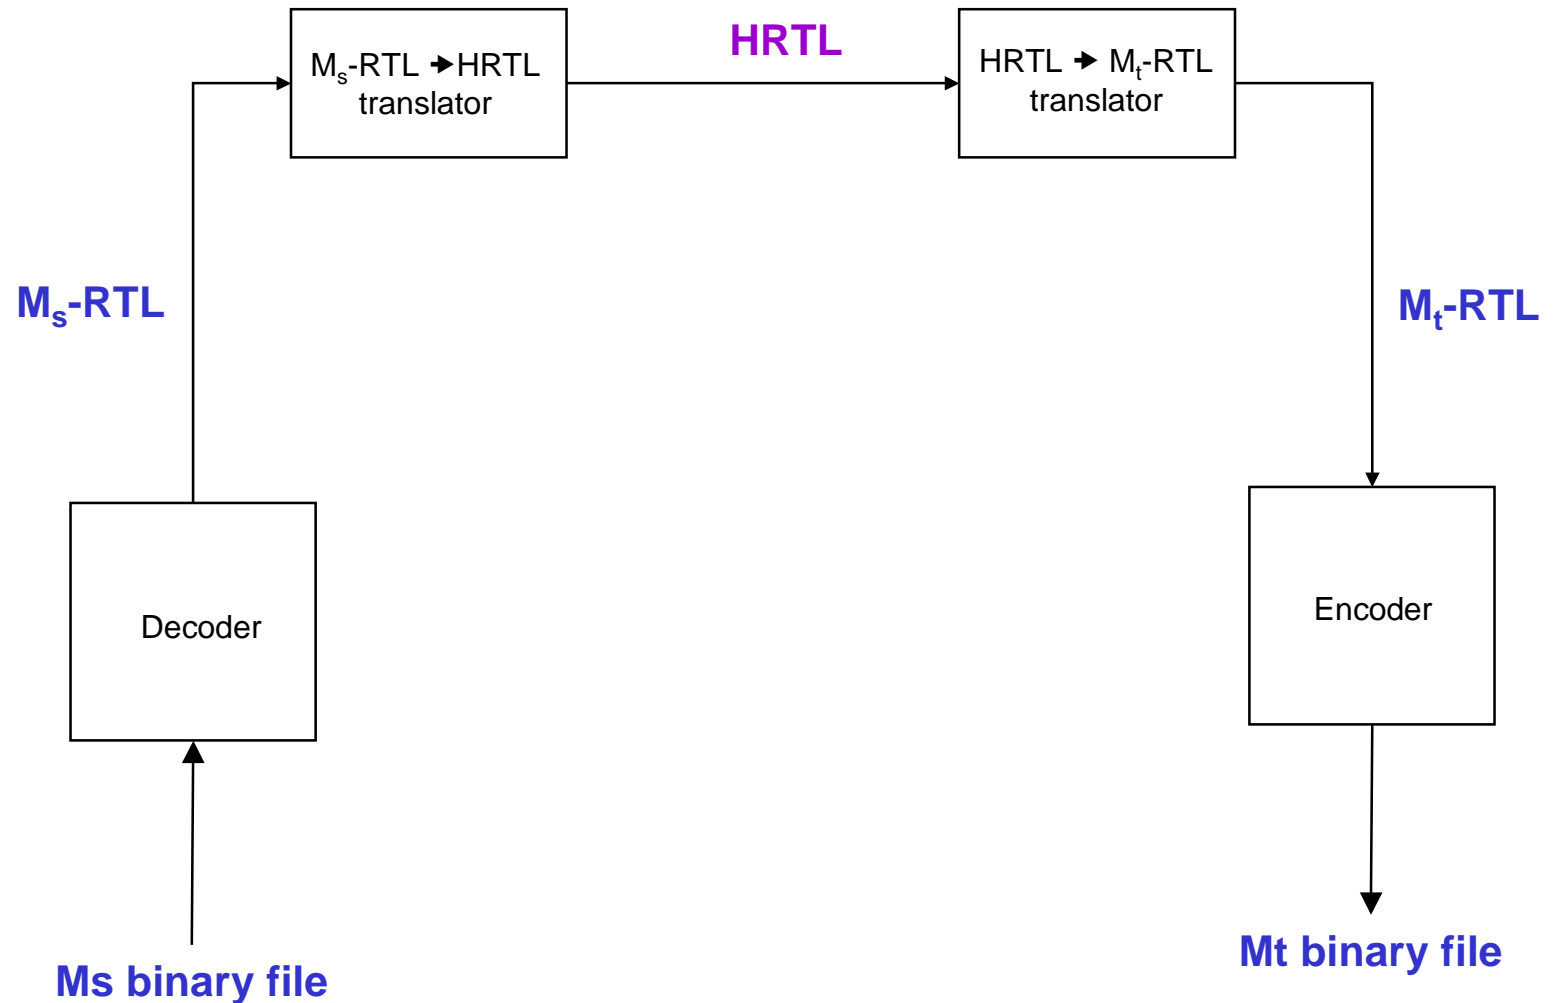 HRTL
Mₛ-RTL ➔HRTL
translator
HRTL ➔ Mₜ-RTL
translator
Mₛ-RTL
Mₜ-RTL
Decoder
Encoder
Ms binary file
Mt binary file